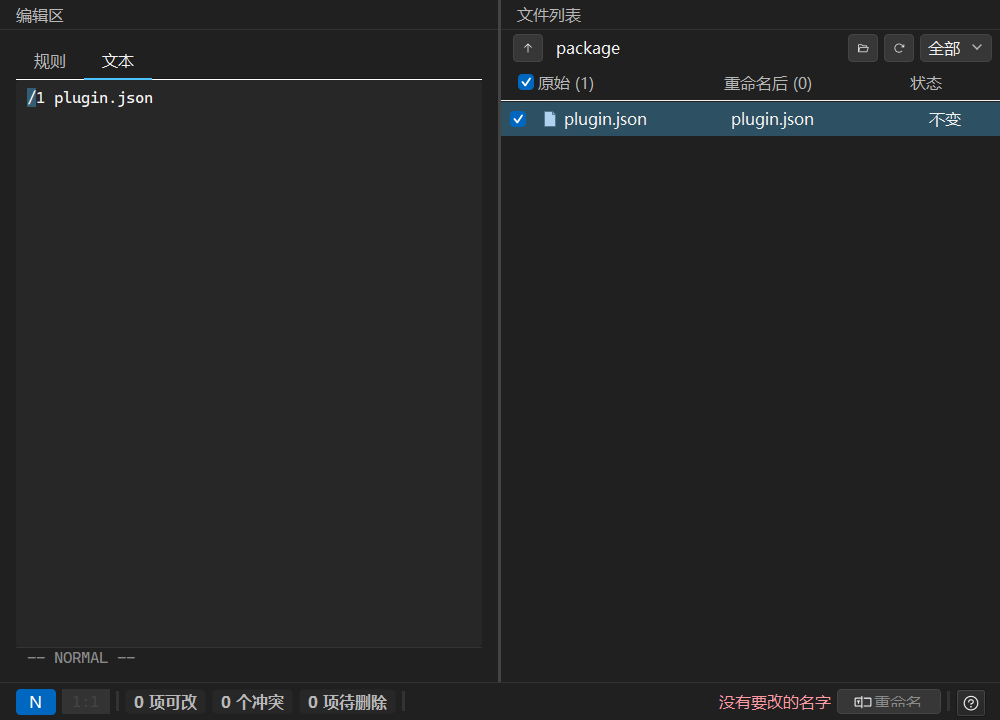 编辑区
规则 文本
/1 plugin.json
-- NORMAL --
文件列表
package
全部
原始 (1) 重命名后 (0) 状态
plugin.json plugin.json 不变
N 1:1 0 项可改 0 个冲突 0 项待删除 没有要改的名字 重命名